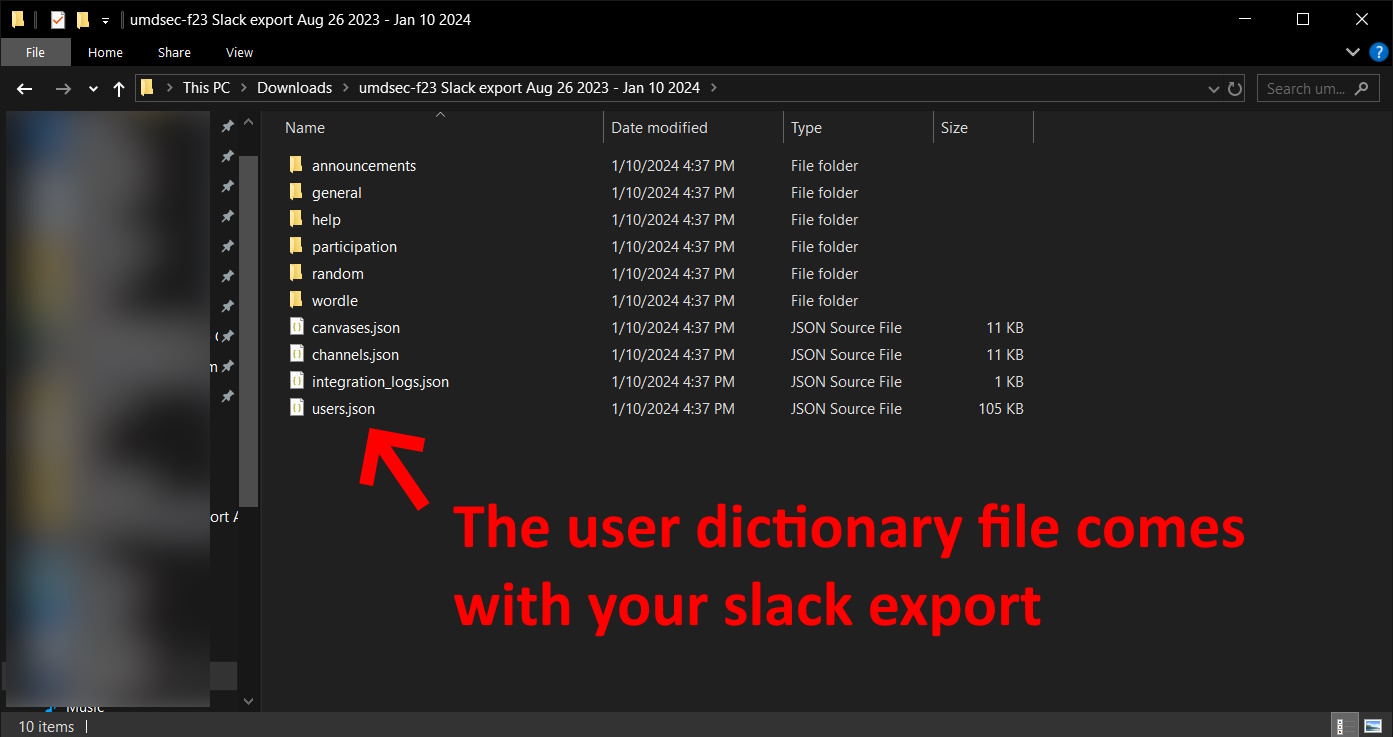 umdsec-f23 Slack export Aug 26 2023 - Jan 10 2024
File Home Share View ?
This PC Downloads umdsec-f23 Slack export Aug 26 2023 - Jan 10 2024 Search um...
Name Date modified Type Size
announcements 1/10/2024 4:37 PM File folder
general 1/10/2024 4:37 PM File folder
help 1/10/2024 4:37 PM File folder
participation 1/10/2024 4:37 PM File folder
random 1/10/2024 4:37 PM File folder
wordle 1/10/2024 4:37 PM File folder
canvases.json 1/10/2024 4:37 PM JSON Source File 11 KB
channels.json 1/10/2024 4:37 PM JSON Source File 11 KB
integration_logs.json 1/10/2024 4:37 PM JSON Source File 1 KB
users.json 1/10/2024 4:37 PM JSON Source File 105 KB
The user dictionary file comes
with your slack export
ort A
Music
10 items